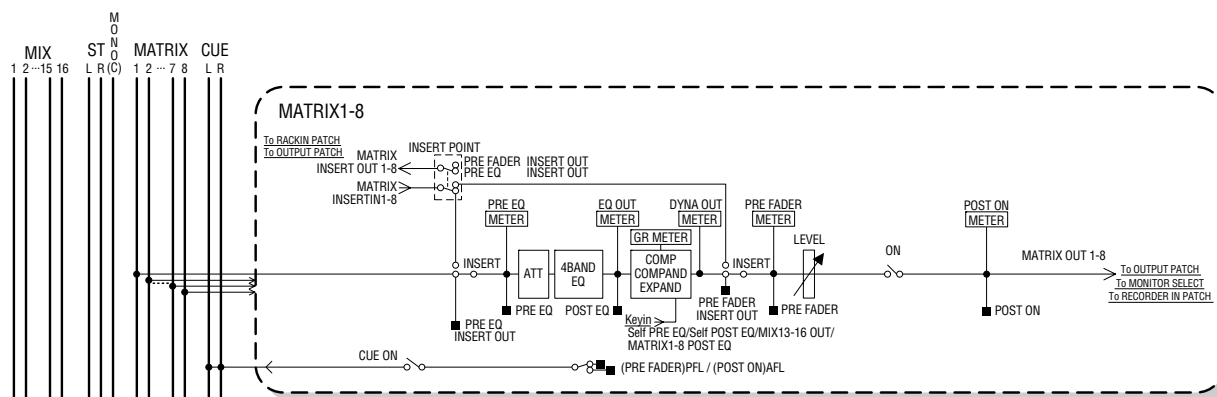 MONO
MIX
ST
(C)
MATRIX
CUE
1 2 ··· 15 16
L R
1 2 ··· 7 8
L R
MATRIX1-8
To RACKIN PATCH
To OUTPUT PATCH
MATRIX
INSERT OUT 1-8
INSERT POINT
PRE FADER INSERT OUT
PRE EQ INSERT OUT
MATRIX
INSERTIN1-8
PRE EQ
METER
EQ OUT
METER
DYNA OUT
METER
PRE FADER
METER
POST ON
METER
GR METER
LEVEL
ON
INSERT
ATT
4BAND
EQ
COMP
COMPAND
EXPAND
INSERT
MATRIX OUT 1-8
To OUTPUT PATCH
To MONITOR SELECT
To RECORDER IN PATCH
PRE EQ
INSERT OUT
PRE EQ
POST EQ
PRE FADER
INSERT OUT
PRE FADER
POST ON
Keyin
Self PRE EQ/Self POST EQ/MIX13-16 OUT/
MATRIX1-8 POST EQ
CUE ON
(PRE FADER)PFL / (POST ON)AFL